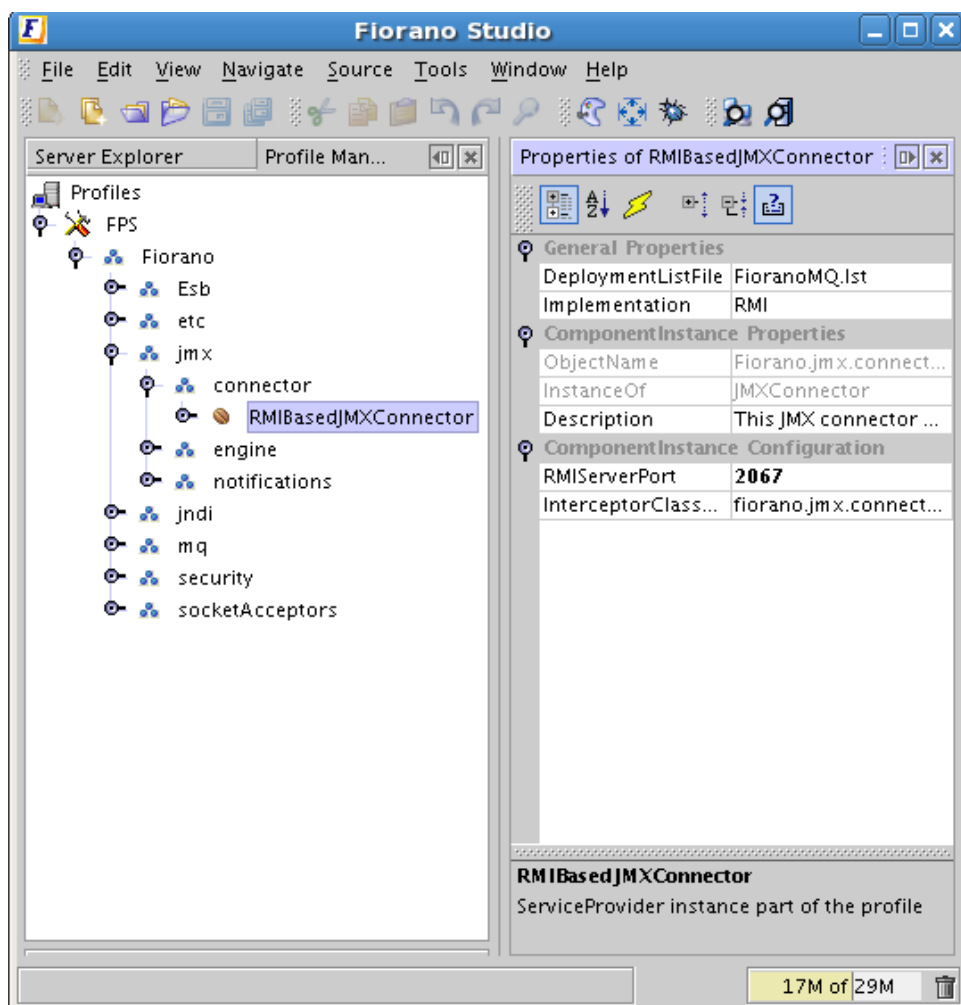 Fiorano Studio
File Edit View Navigate Source Tools Window Help
Server Explorer Profile Man...
Profiles
FPS
Fiorano
Esb
etc
jmx
connector
RMIBasedJMXConnector
engine
notifications
jndi
mq
security
socketAcceptors
Properties of RMIBasedJMXConnector
General Properties
DeploymentListFile FioranoMQ.lst
Implementation RMI
ComponentInstance Properties
ObjectName Fiorano.jmx.connect...
InstanceOf JMXConnector
Description This JMX connector ...
ComponentInstance Configuration
RMIServerPort 2067
InterceptorClass... fiorano.jmx.connect...
RMIBasedJMXConnector
ServiceProvider instance part of the profile
17M of 29M